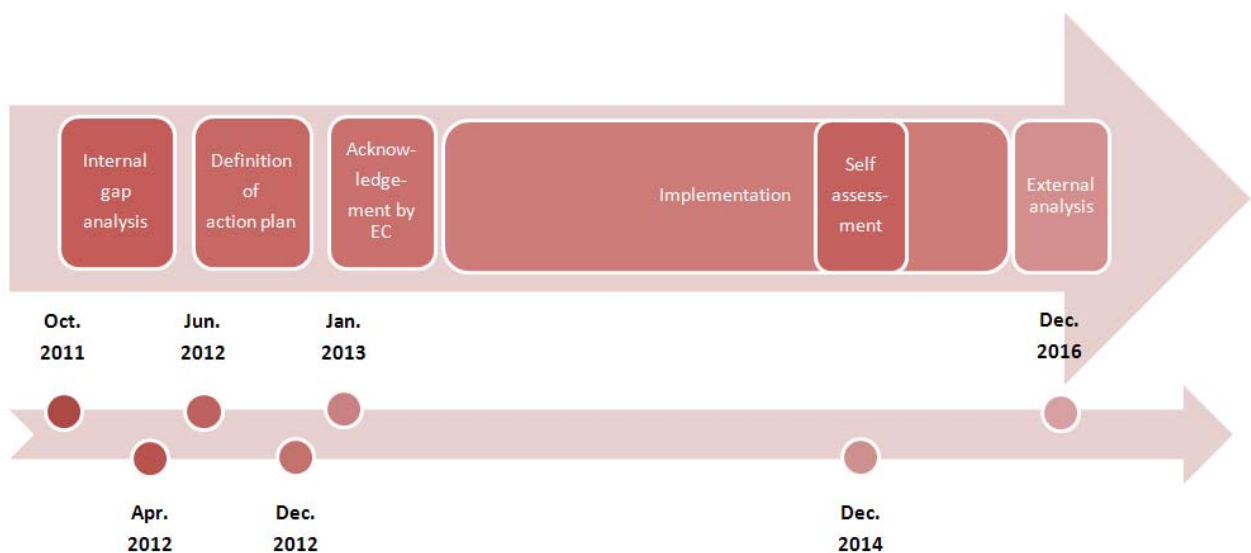 Internal
gap
analysis
Definition
of
action plan
Acknow-
ledge-
ment by
EC
Implementation
Self
assess-
ment
External
analysis
Oct.
2011
Jun.
2012
Jan.
2013
Dec.
2016
Apr.
2012
Dec.
2012
Dec.
2014